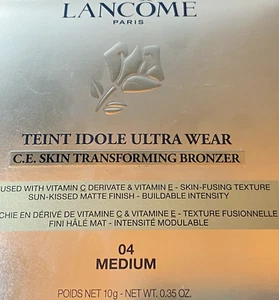 LANCÔME
PARIS
TEINT IDOLE ULTRA WEAR
C.E. SKIN TRANSFORMING BRONZER
USED WITH VITAMIN C DERIVATE & VITAMIN E - SKIN-FUSING TEXTURE
SUN-KISSED MATTE FINISH - BUILDABLE INTENSITY
CHIE EN DÉRIVÉ DE VITAMINE C & VITAMINE E - TEXTURE FUSIONNELLE
FINI HÂLÉ MAT - INTENSITÉ MODULABLE
04
MEDIUM
POIDS NET 10g - NET WT. 0.35 OZ.